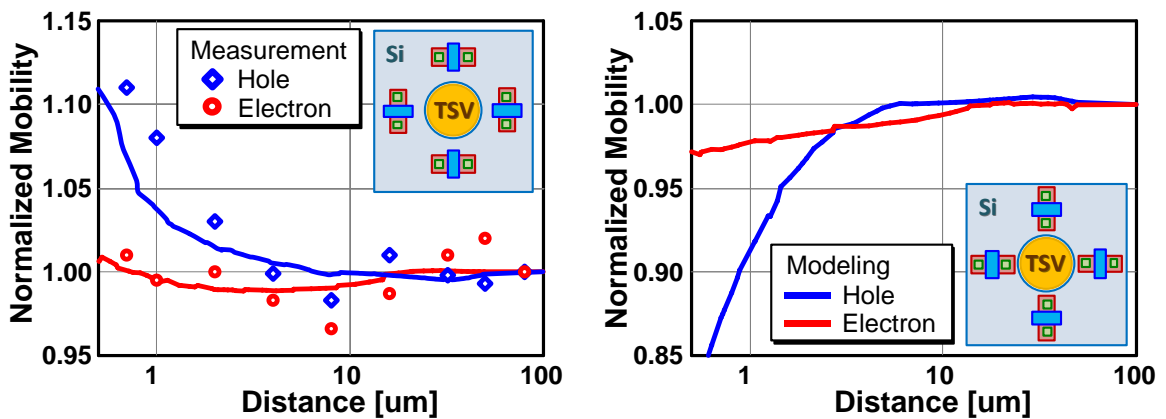 Normalized Mobility
1.15
1.10
1.05
1.00
0.95
Measurement
Hole
Electron
Si
TSV
1
10
100
Distance [um]
Normalized Mobility
1.05
1.00
0.95
0.90
0.85
Si
TSV
Modeling
Hole
Electron
1
10
100
Distance [um]